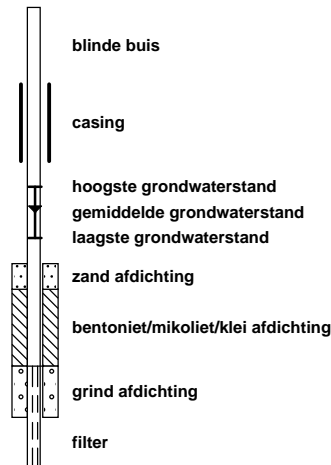 blinde buis
casing
hoogste grondwaterstand
gemiddelde grondwaterstand
laagste grondwaterstand
zand afdichting
bentoniet/mikoliet/klei afdichting
grind afdichting
filter